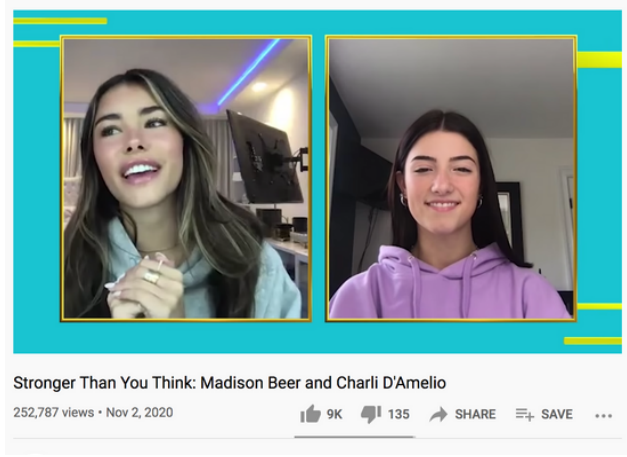 Stronger Than You Think: Madison Beer and Charli D'Amelio
252,787 views • Nov 2, 2020 9K 135 SHARE SAVE